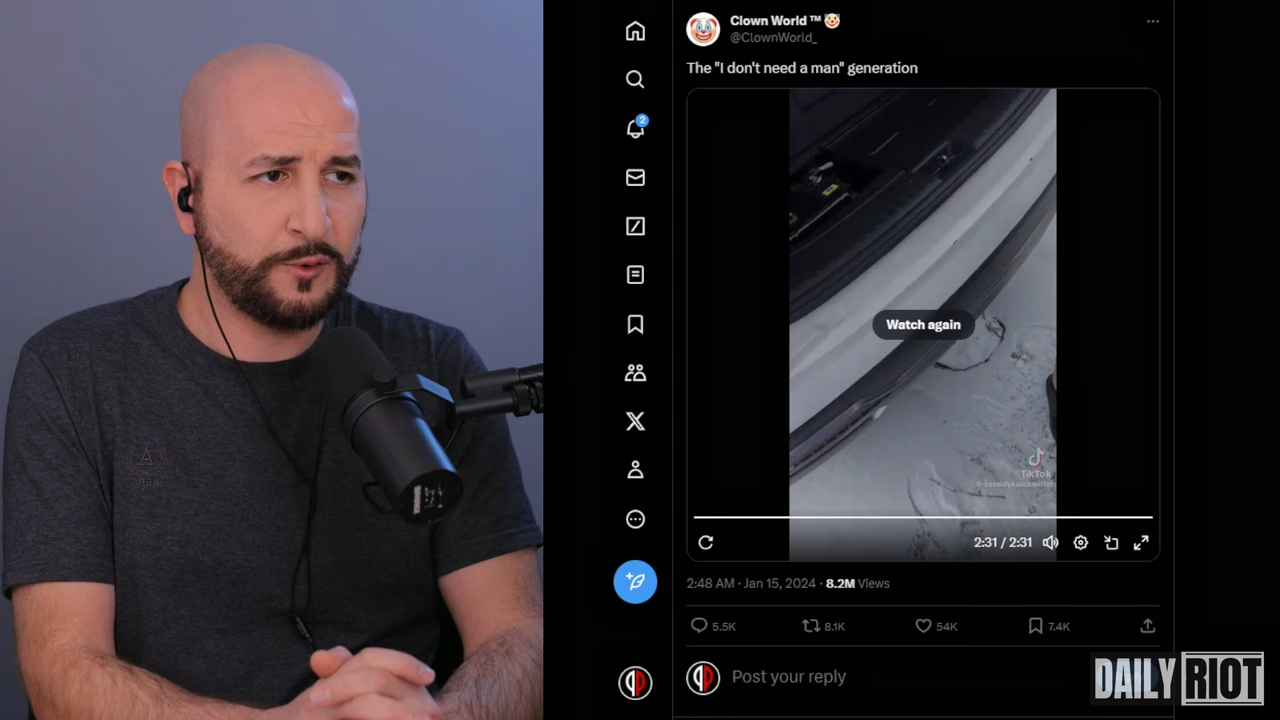 Clown World ™ 🤡
@ClownWorld_
The "I don't need a man" generation
2
Watch again
TikTok
2:31 / 2:31
2:48 AM · Jan 15, 2024 · 8.2M Views
5.5K
8.1K
54K
7.4K
Post your reply
DAILY RIOT